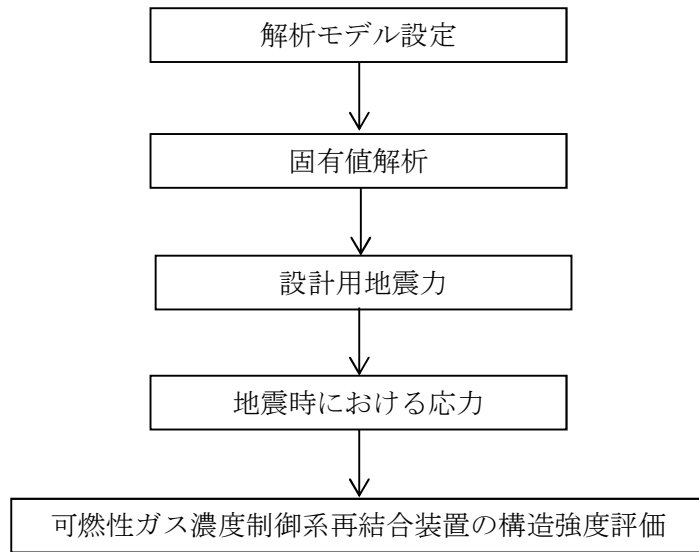 解析モデル設定
固有値解析
設計用地震力
地震時における応力
可燃性ガス濃度制御系再結合装置の構造強度評価